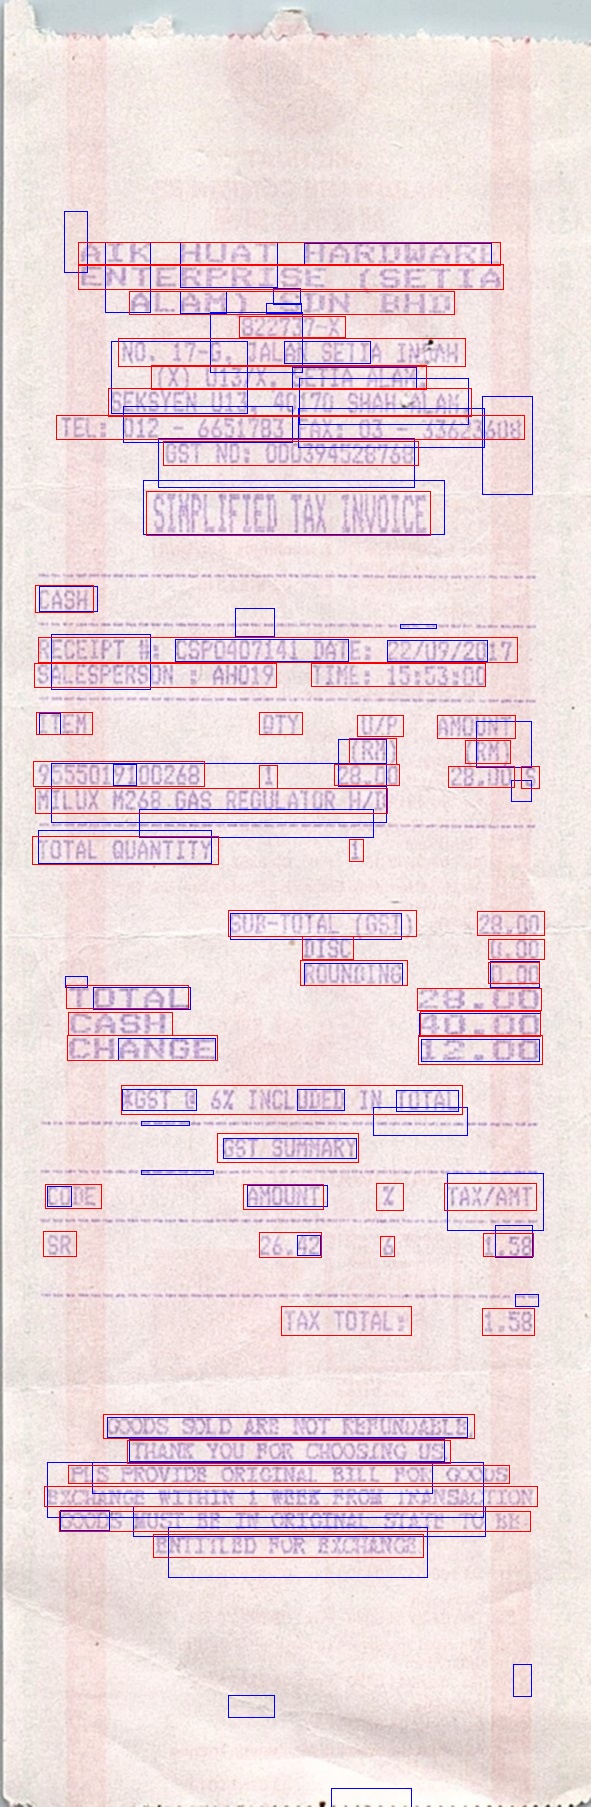 AIK HUAT HARDWARE
ENTERPRISE (SETIA
ALAM) SDN BHD
822737-X
NO. 17-G, JALAN SETIA INDAH
(X) U13/X, SETIA ALAM,
SEKSYEN U13, 40170 SHAH ALAM,
TEL: 012 - 6651783 FAX: 03 - 33623608
GST NO: 000394528768
SIMPLIFIED TAX INVOICE
CASH
RECEIPT #: CSP0407141 DATE: 22/09/2017
SALESPERSON : AH019 TIME: 15:53:00
ITEM QTY U/P AMOUNT
(RM) (RM)
9555019100268 1 28.00 28.00 S
MILUX M268 GAS REGULATOR H/D
TOTAL QUANTITY 1
SUB-TOTAL (GST) 28.00
DISC 0.00
ROUNDING 0.00
TOTAL 28.00
CASH 40.00
CHANGE 12.00
*GST @ 6% INCLUDED IN TOTAL
GST SUMMARY
CODE AMOUNT % TAX/AMT
SR 26.42 6 1.58
TAX TOTAL: 1.58
GOODS SOLD ARE NOT REFUNDABLE,
THANK YOU FOR CHOOSING US
PLS PROVIDE ORIGINAL BILL FOR GOODS
EXCHANGE WITHIN 1 WEEK FROM TRANSACTION
GOODS MUST BE IN ORIGINAL STATE TO BE
ENTITLED FOR EXCHANGE